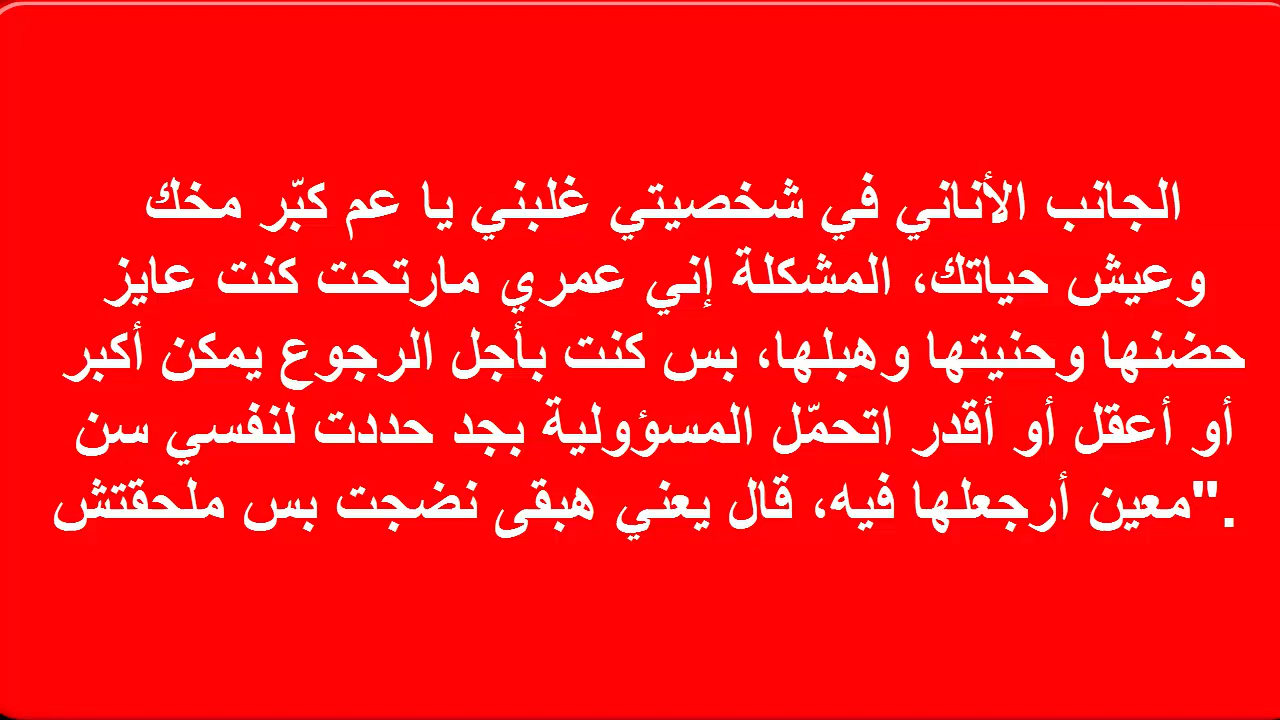 الجانب الأناني في شخصيتي غلبني يا عم كبّر مخك
وعيش حياتك، المشكلة إني عمري مارتحت كنت عايز
حضنها وحنيتها وهبلها، بس كنت بأجل الرجوع يمكن أكبر
أو أعقل أو أقدر اتحمّل المسؤولية بجد حددت لنفسي سن
."معين أرجعلها فيه، قال يعني هبقى نضجت بس ملحقتش